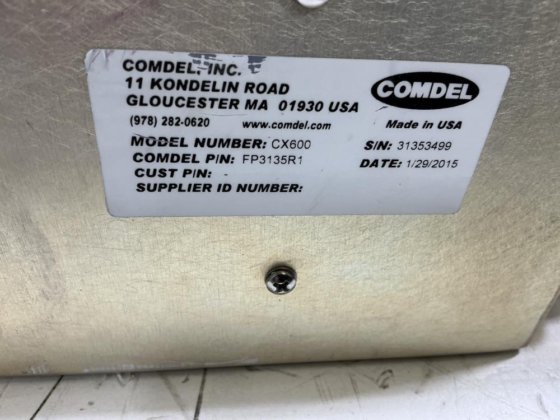 COMDEL, INC.
11 KONDELIN ROAD
GLOUCESTER MA 01930 USA
(978) 282-0620 www.comdel.com
COMDEL
Made in USA
MODEL NUMBER: CX600 S/N: 31353499
COMDEL P/N: FP3135R1 DATE: 1/29/2015
CUST P/N: -
SUPPLIER ID NUMBER: